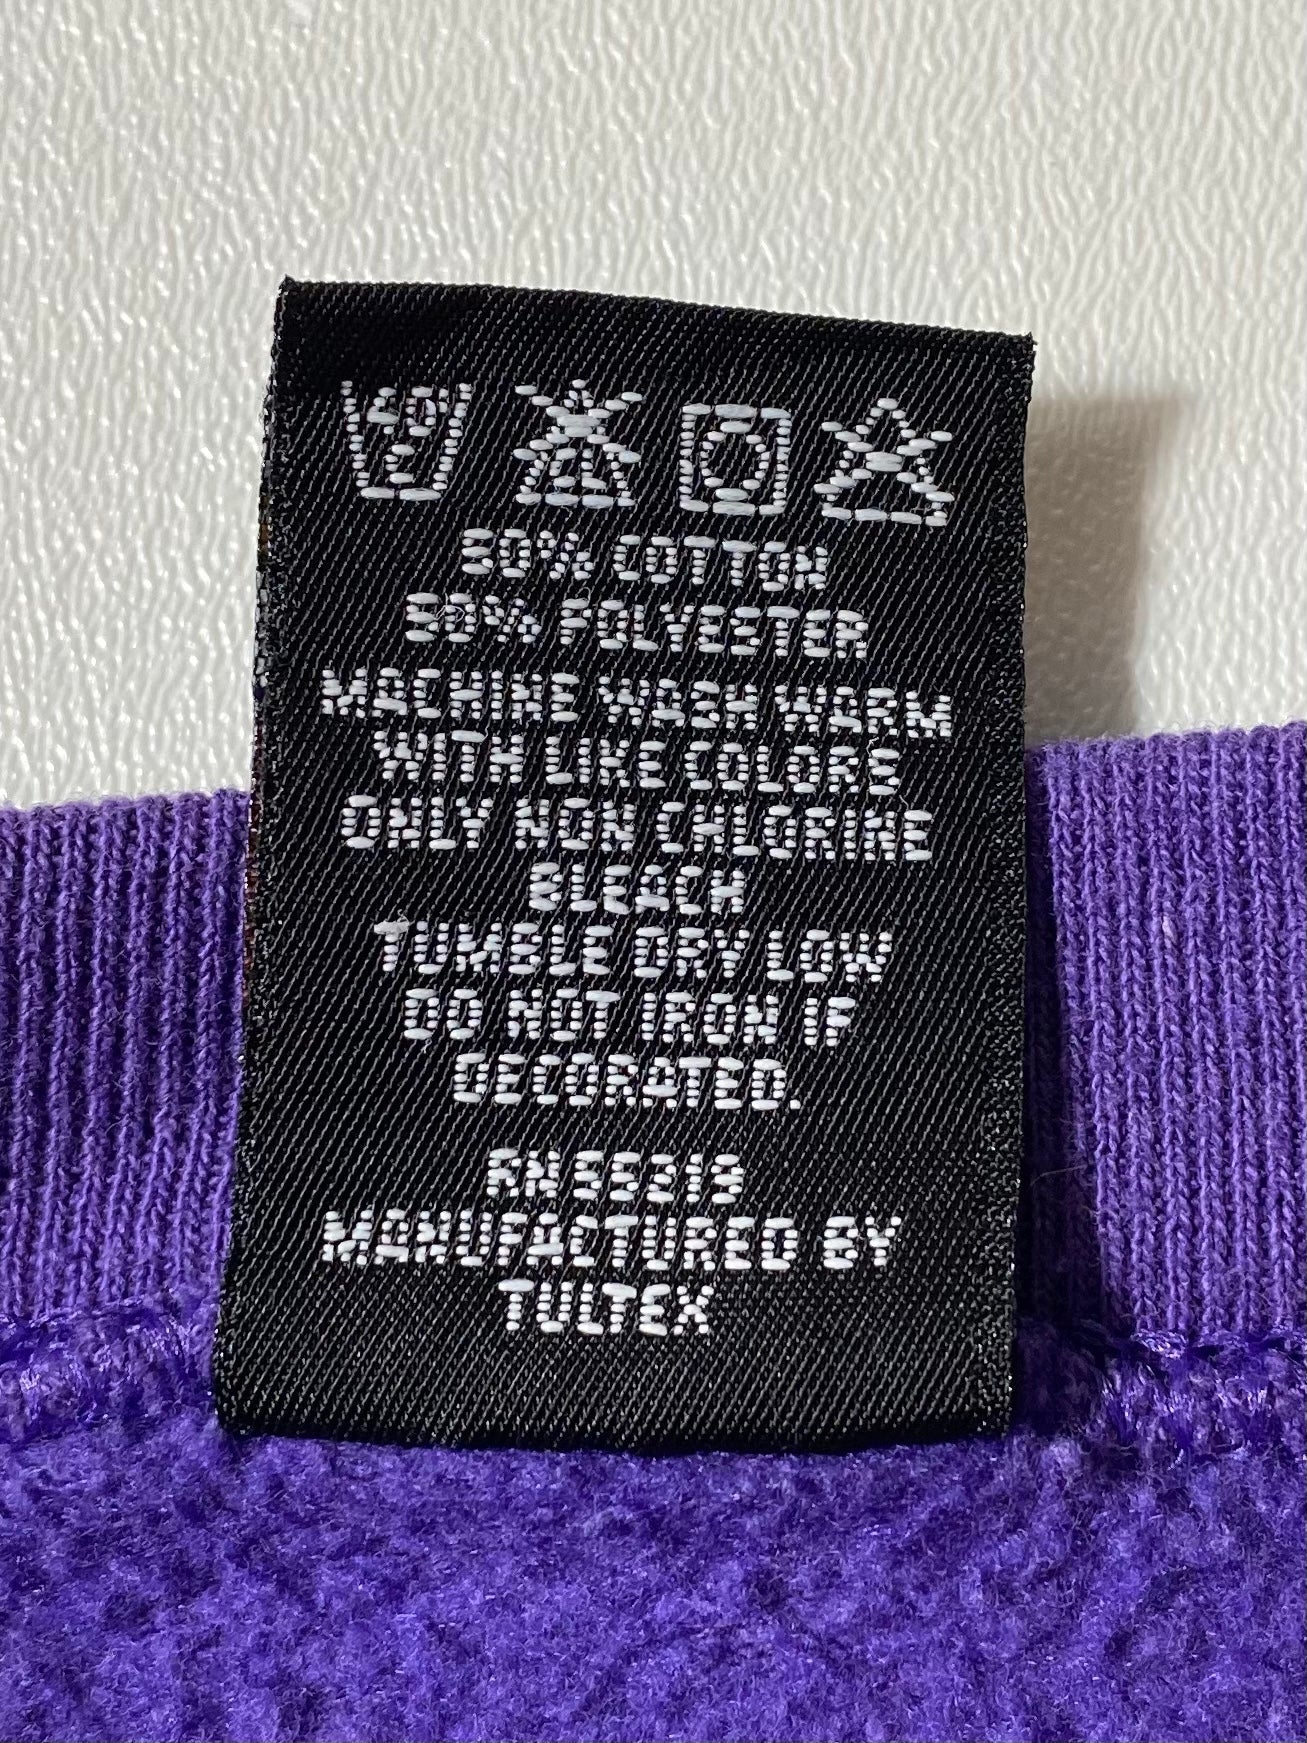 50% COTTON
50% POLYESTER
MACHINE WASH WARM
WITH LIKE COLORS
ONLY NON CHLORINE
BLEACH
TUMBLE DRY LOW
DO NOT IRON IF
DECORATED.
RN 55219
MANUFACTURED BY
TULTEX